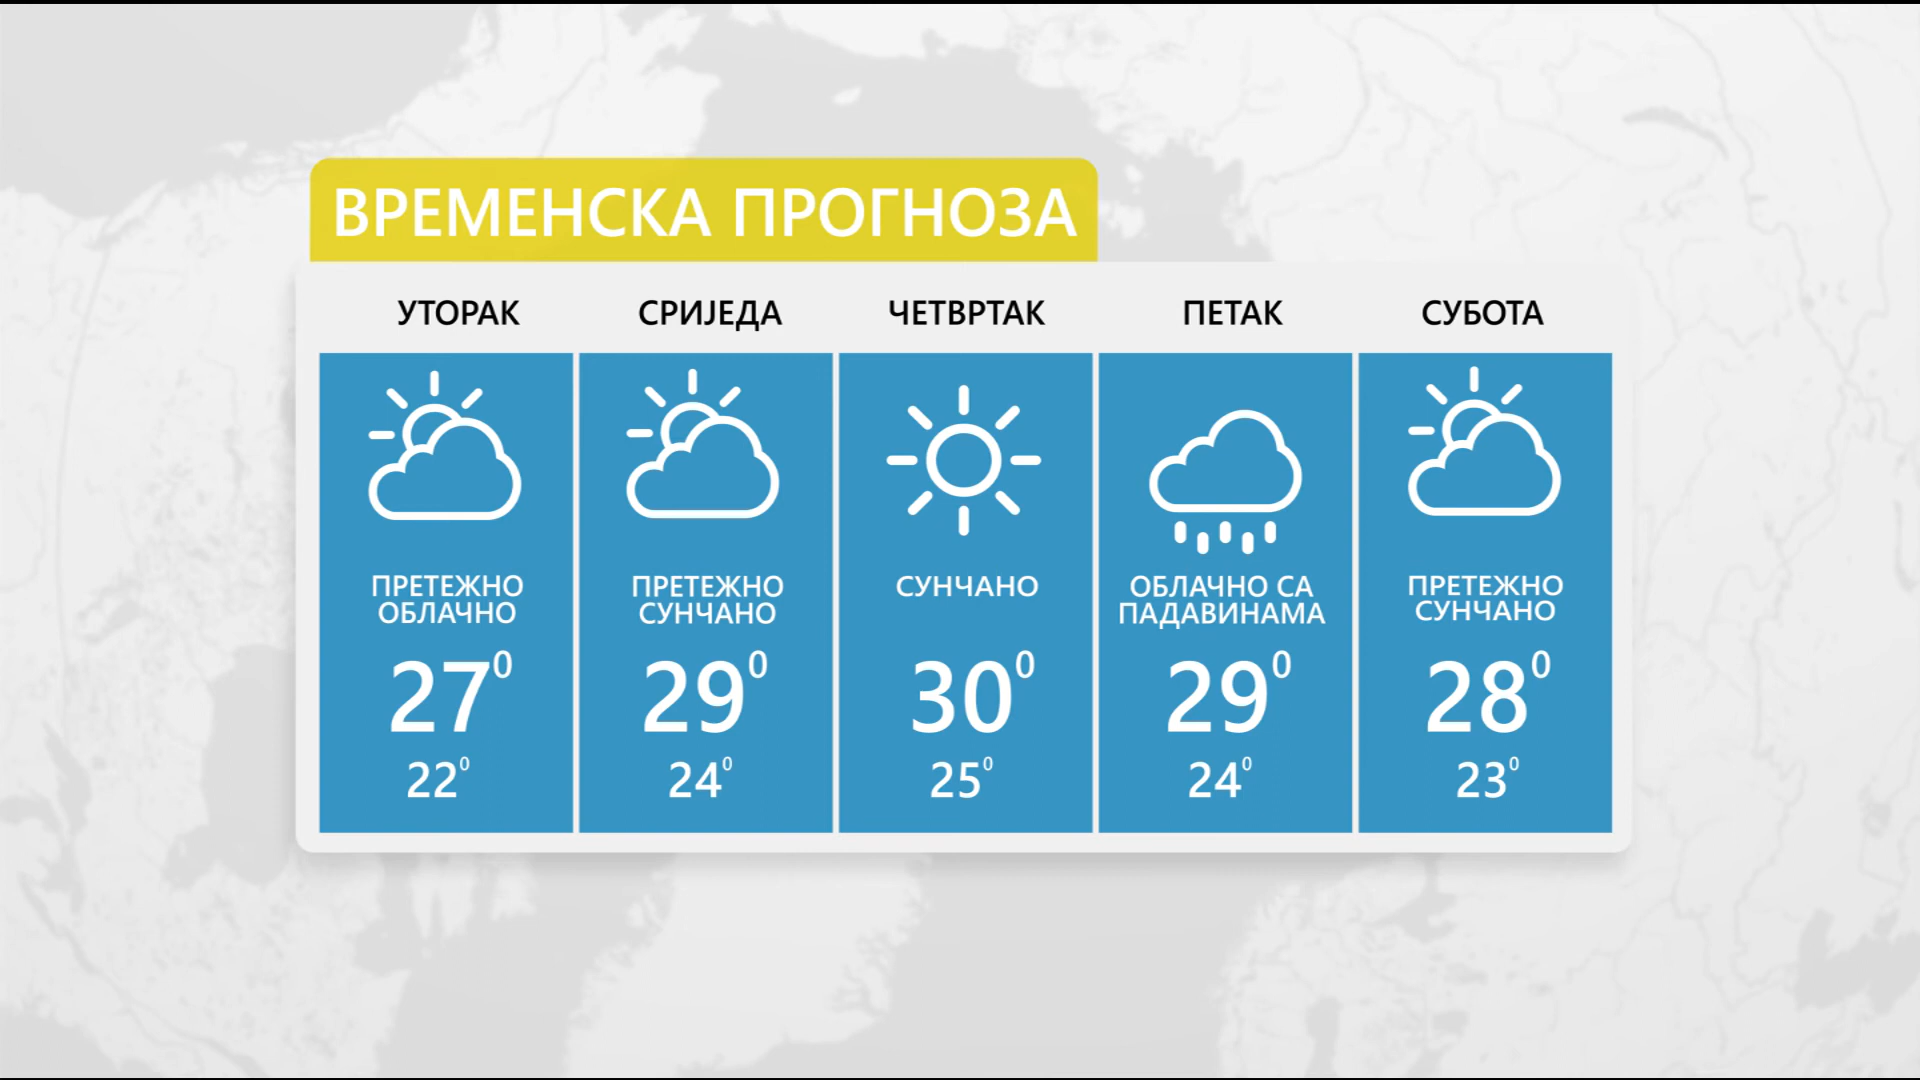 ВРЕМЕНСКА ПРОГНОЗА
УТОРАК
ПРЕТЕЖНО
ОБЛАЧНО
27⁰
22⁰
СРИЈЕДА
ПРЕТЕЖНО
СУНЧАНО
29⁰
24⁰
ЧЕТВРТАК
СУНЧАНО
30⁰
25⁰
ПЕТАК
ОБЛАЧНО СА
ПАДАВИНАМА
29⁰
24⁰
СУБОТА
ПРЕТЕЖНО
СУНЧАНО
28⁰
23⁰